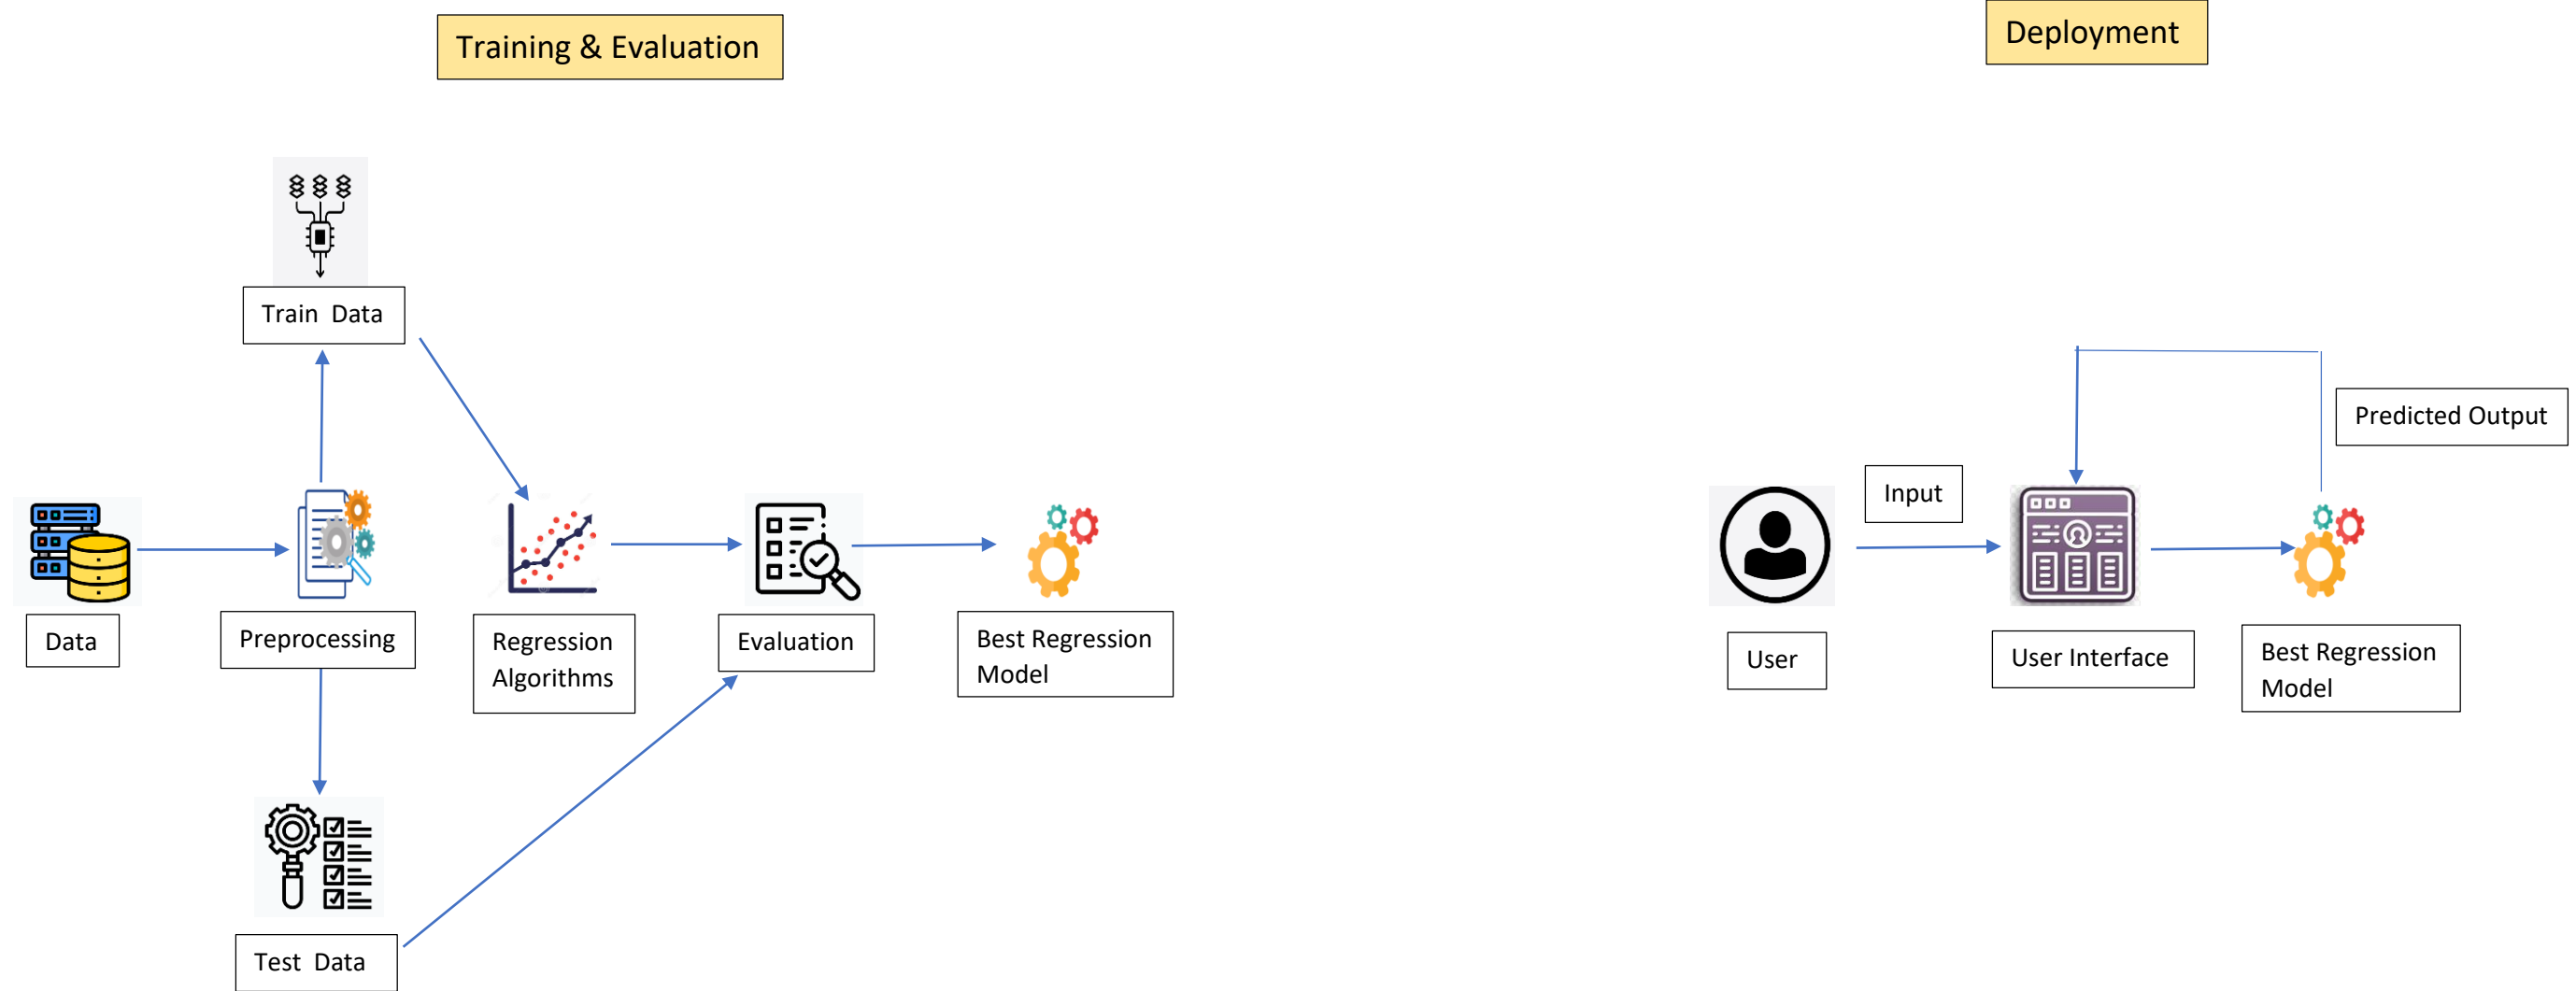 Training & Evaluation
Deployment
Train Data
Predicted Output
Input
Data
Preprocessing
Regression
Algorithms
Evaluation
Best Regression
Model
User
User Interface
Best Regression
Model
Test Data